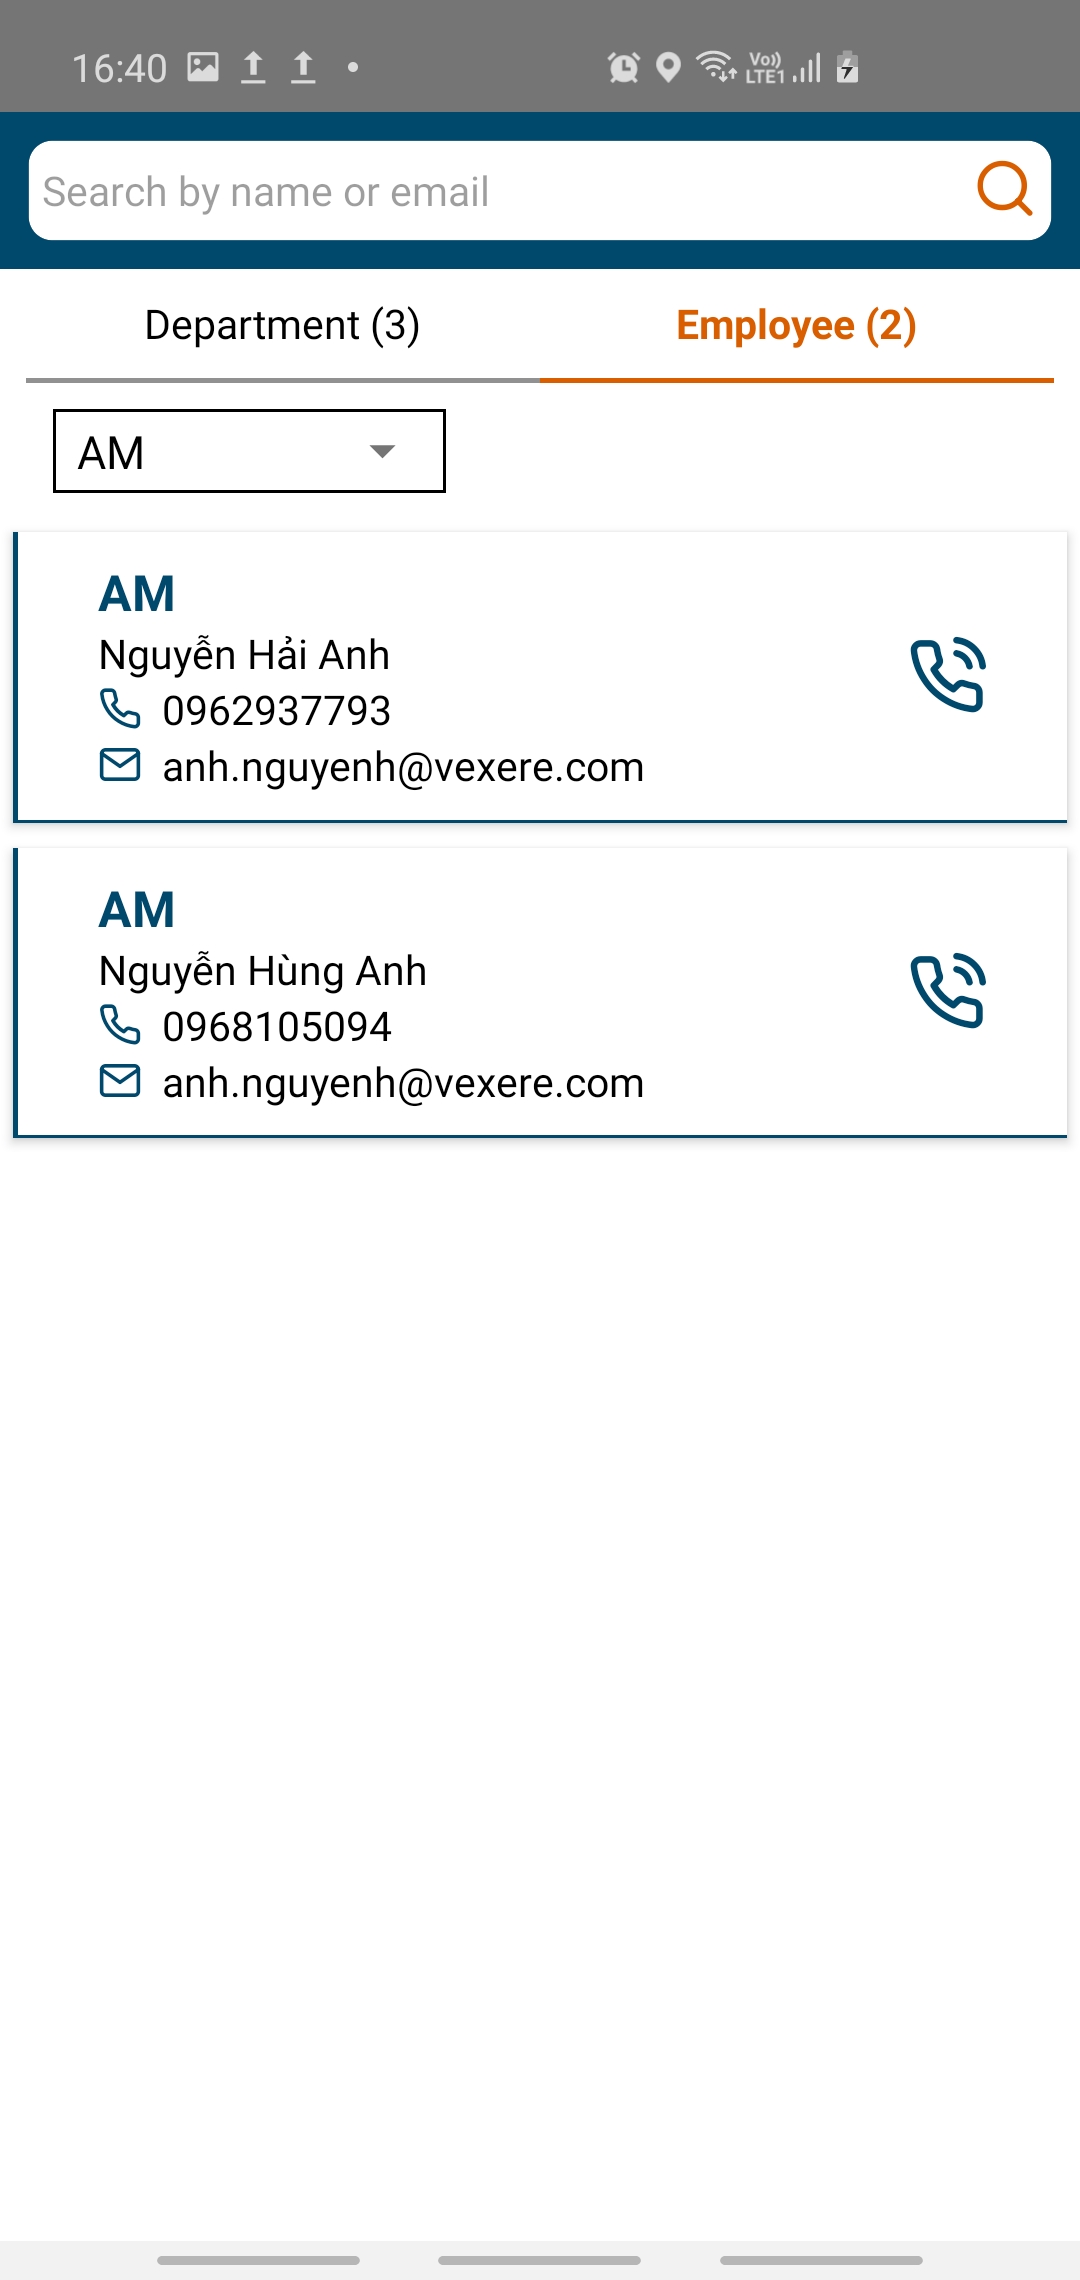 16:40
Vo)) LTE1
Search by name or email
Department (3)
Employee (2)
AM
AM
Nguyễn Hải Anh
0962937793
anh.nguyenh@vexere.com
AM
Nguyễn Hùng Anh
0968105094
anh.nguyenh@vexere.com